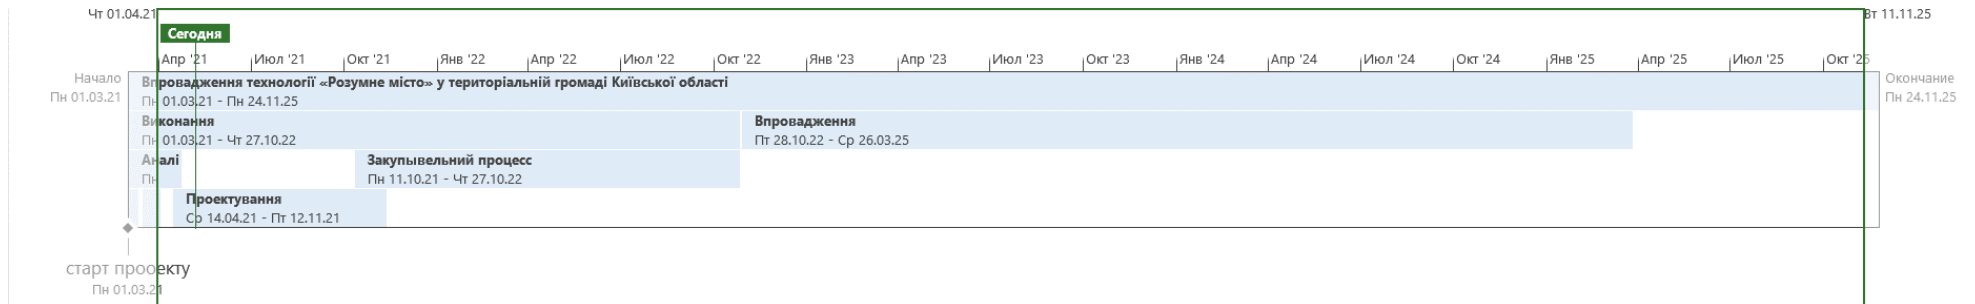 Чт 01.04.21
Вт 11.11.25
Сегодня
Апр '21 Июл '21 Окт '21 Янв '22 Апр '22 Июл '22 Окт '22 Янв '23 Апр '23 Июл '23 Окт '23 Янв '24 Апр '24 Июл '24 Окт '24 Янв '25 Апр '25 Июл '25 Окт '25
Начало
Пн 01.03.21
Впровадження технології «Розумне місто» у територіальній громаді Київської області
Пн 01.03.21 - Пн 24.11.25
Окончание
Пн 24.11.25
Виконання
Пн 01.03.21 - Чт 27.10.22
Впровадження
Пт 28.10.22 - Ср 26.03.25
Аналі
Пн
Закупывельний процесс
Пн 11.10.21 - Чт 27.10.22
Проектування
Ср 14.04.21 - Пт 12.11.21
старт прооекту
Пн 01.03.21